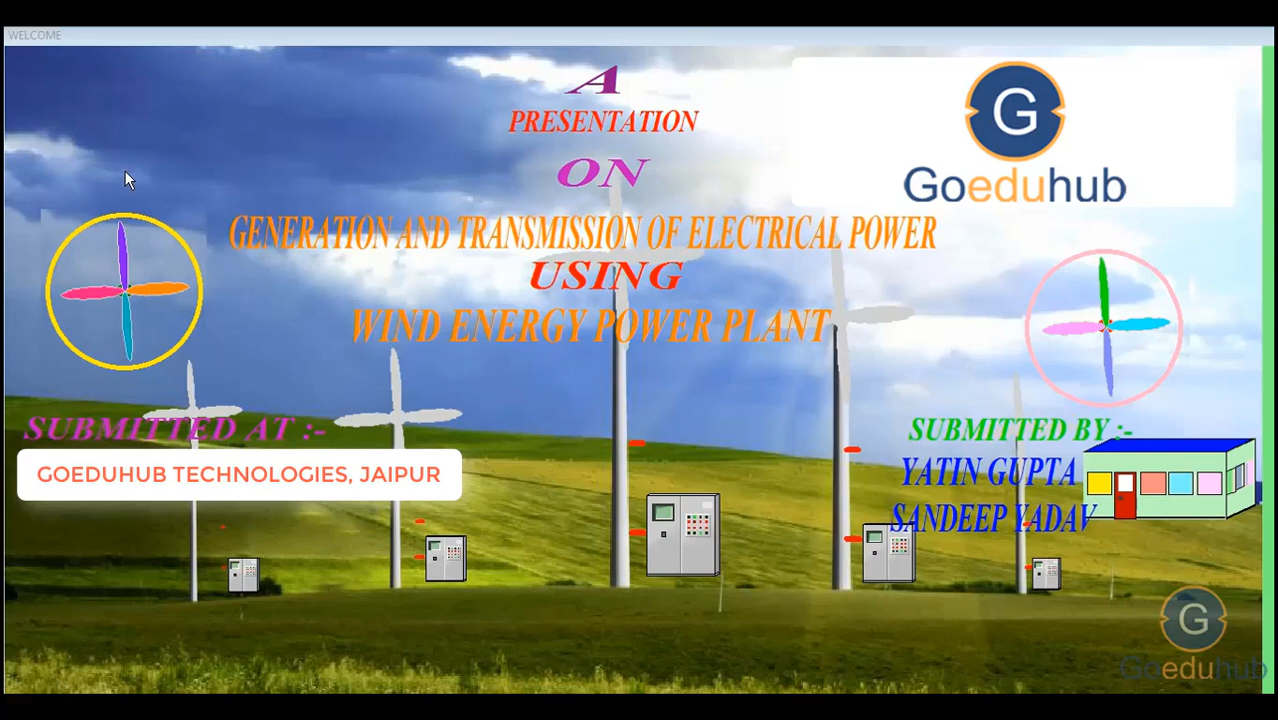 WELCOME
A
PRESENTATION
ON
GENERATION AND TRANSMISSION OF ELECTRICAL POWER
USING
WIND ENERGY POWER PLANT
G
Goeduhub
SUBMITTED AT :-
GOEDUHUB TECHNOLOGIES, JAIPUR
SUBMITTED BY :-
YATIN GUPTA
SANDEEP YADAV
G
Goeduhub